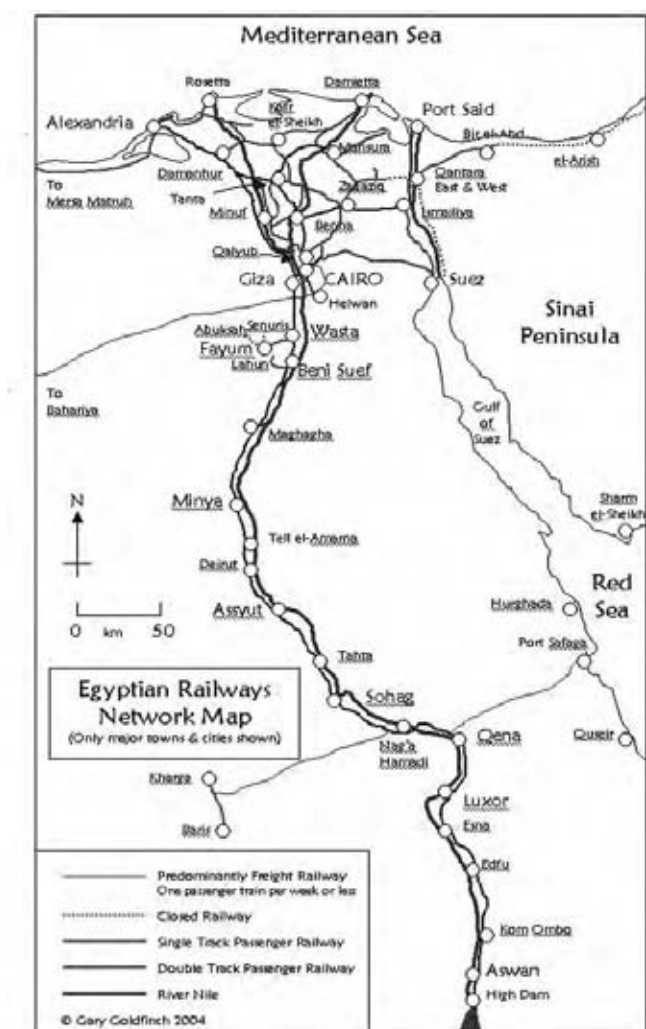 Mediterranean Sea
Rosetta
Damietta
Alexandria
Kafr
el-Sheikh
Port Said
Bir el-Abd
el-Arish
Damanhur
Mansura
Qantara
East & West
To
Mersa Matruh
Tanta
Zagazig
Minuf
Benha
Ismailiya
Qalyub
Giza
CAIRO
Suez
Helwan
Sinai
Peninsula
Abuksah
Senuris
Wasta
Fayum
Lahun
Beni Suef
To
Bahariya
Gulf
of
Suez
Maghagha
N
Minya
Sharm
el-Sheikh
Tell el-Amarna
Deirut
Red
Sea
Assyut
Hurghada
0 km 50
Tahta
Port Safaga
Egyptian Railways
Network Map
(Only major towns & cities shown)
Sohag
Nag'a
Hamadi
Qena
Quseir
Kharga
Baris
Luxor
Esna
Edfu
Kom Ombo
Aswan
High Dam
Predominantly Freight Railway
One passenger train per week or less
Closed Railway
Single Track Passenger Railway
Double Track Passenger Railway
River Nile
© Gary Goldfinch 2004